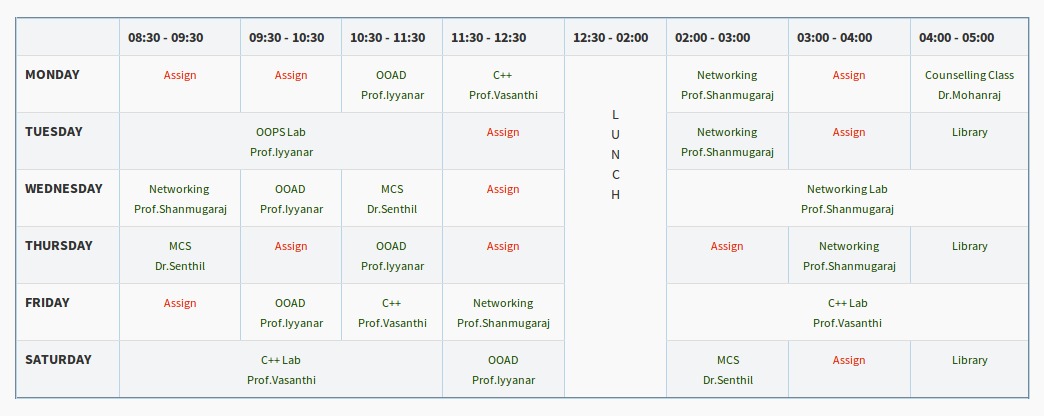 08:30 - 09:30 09:30 - 10:30 10:30 - 11:30 11:30 - 12:30 12:30 - 02:00 02:00 - 03:00 03:00 - 04:00 04:00 - 05:00
MONDAY Assign Assign OOAD C++ Networking Assign Counselling Class
Prof.Iyyanar Prof.Vasanthi Prof.Shanmugaraj Dr.Mohanraj
L
TUESDAY OOPS Lab Assign U Networking Assign Library
Prof.Iyyanar N Prof.Shanmugaraj
C
WEDNESDAY Networking OOAD MCS Assign H Networking Lab
Prof.Shanmugaraj Prof.Iyyanar Dr.Senthil Prof.Shanmugaraj
THURSDAY MCS Assign OOAD Assign Assign Networking Library
Dr.Senthil Prof.Iyyanar Prof.Shanmugaraj
FRIDAY Assign OOAD C++ Networking C++ Lab
Prof.Iyyanar Prof.Vasanthi Prof.Shanmugaraj Prof.Vasanthi
SATURDAY C++ Lab OOAD MCS Assign Library
Prof.Vasanthi Prof.Iyyanar Dr.Senthil